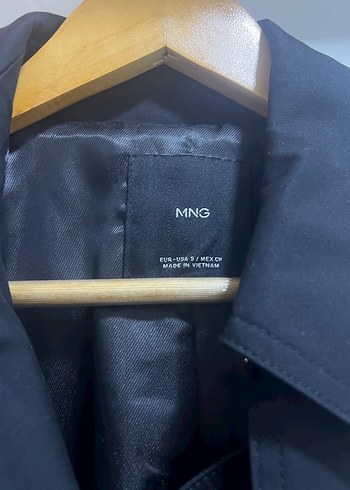 MNG
EUR-USA S / MEX CH
MADE IN VIETNAM